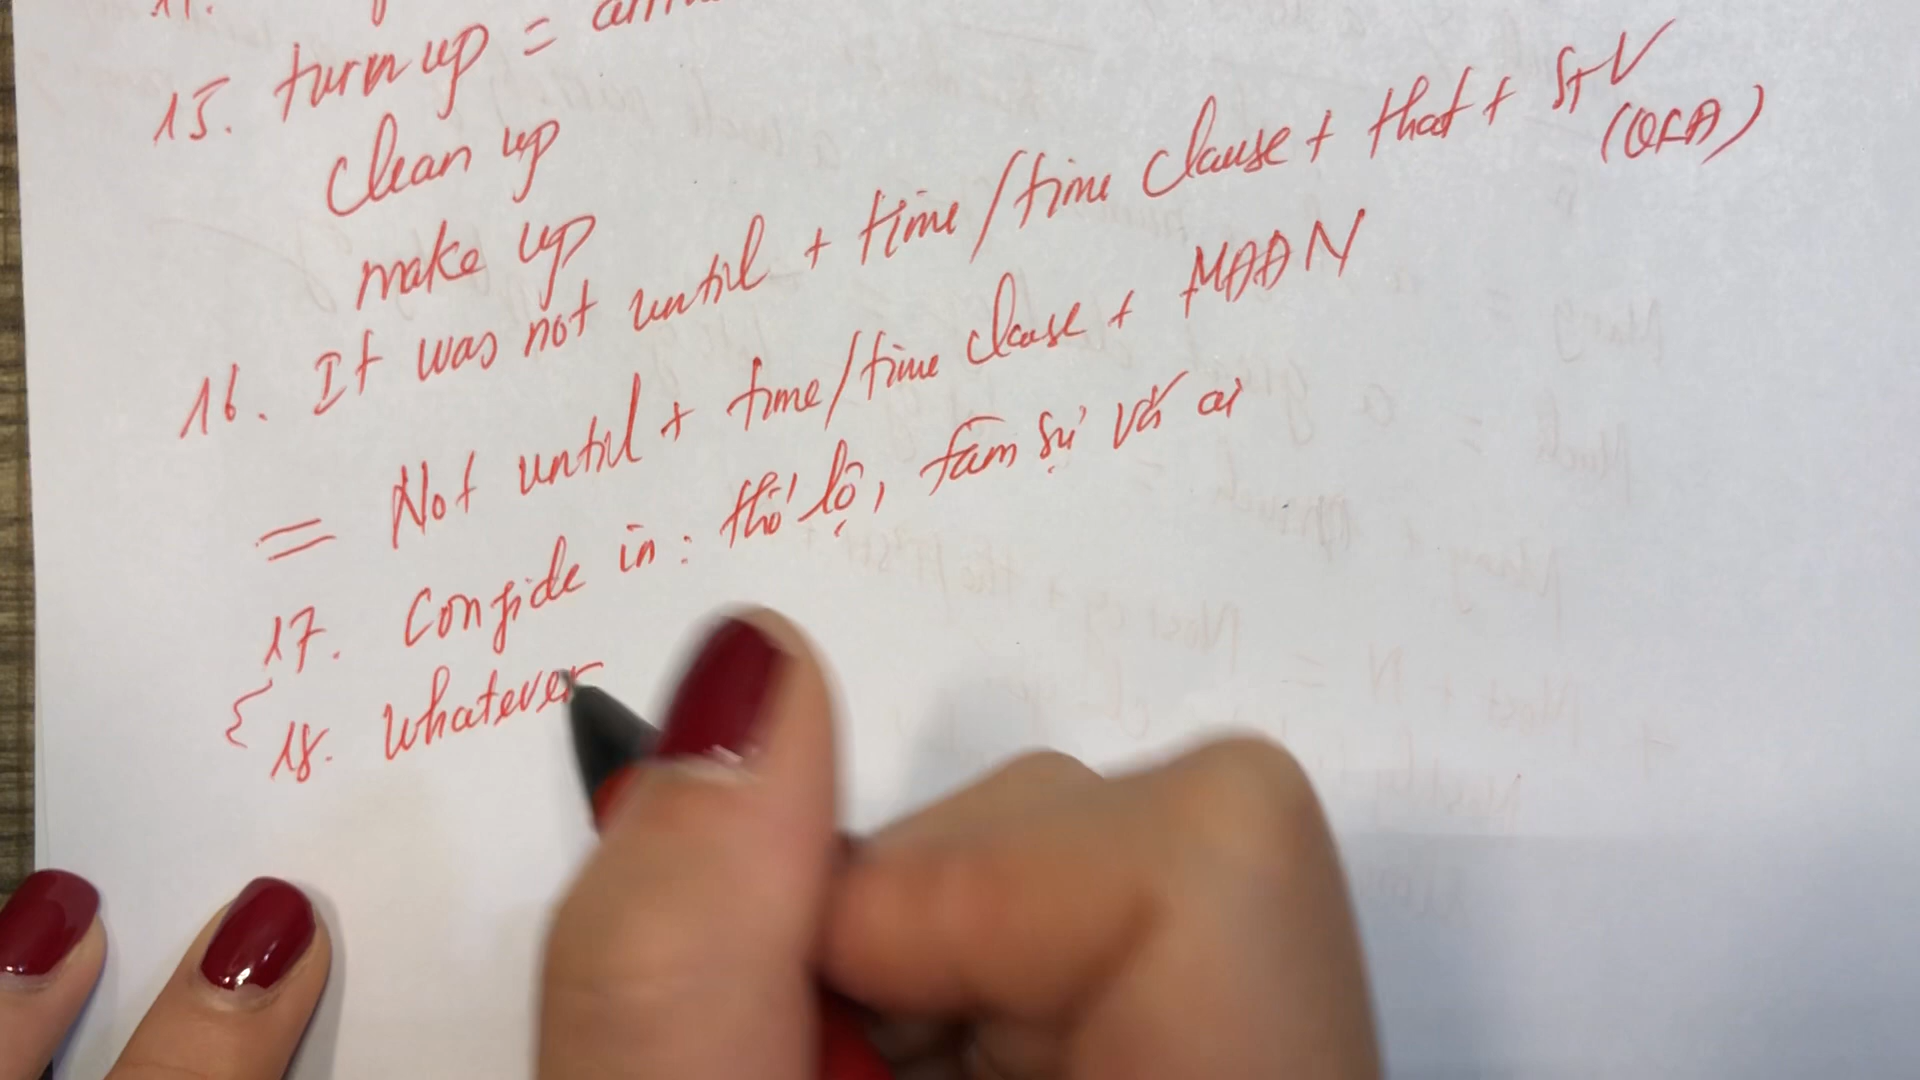 15. turn up =
clean up
make up
16. It was not until + time/time clause + that + S+V
(QKĐ)
= Not until + time/time clause + MĐĐN
17. Confide in: thổ lộ, tâm sự với ai
18. Whatever